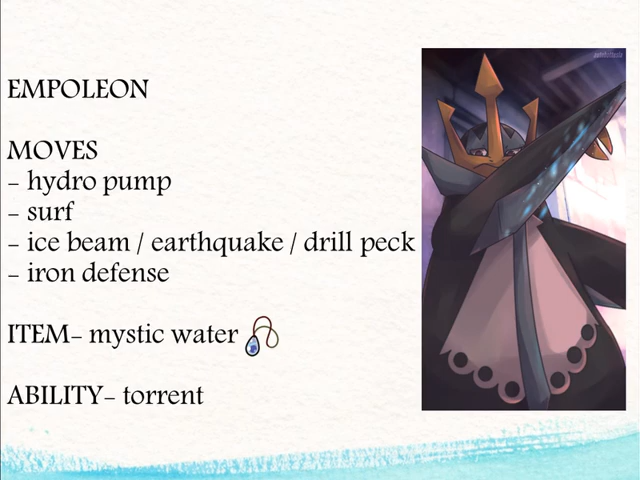 EMPOLEON
MOVES
- hydro pump
- surf
- ice beam / earthquake / drill peck
- iron defense
ITEM- mystic water
ABILITY- torrent